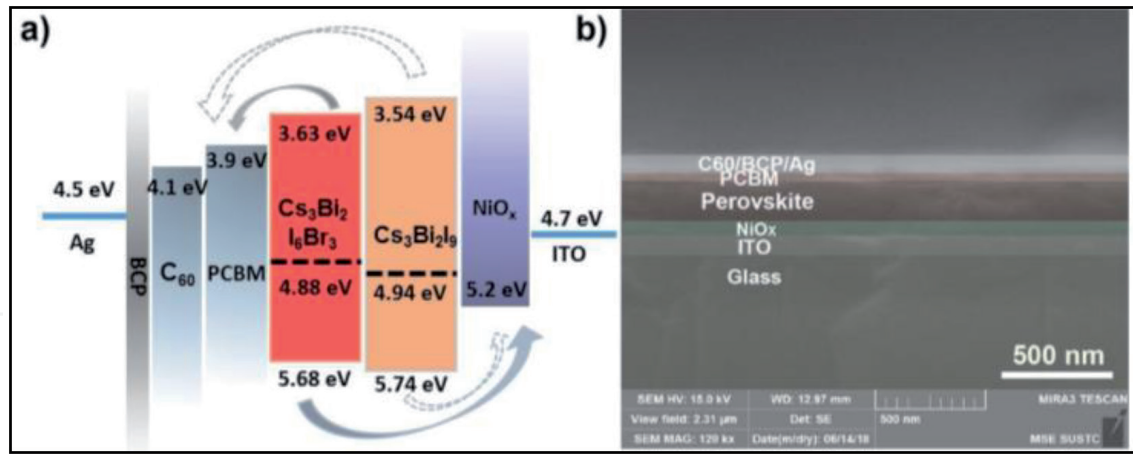 a)
3.63 eV
3.54 eV
4.5 eV
4.1 eV
3.9 eV
Ag
BCP
C60
PCBM
Cs3Bi2
I6Br3
Cs3Bi2I9
NiOx
4.7 eV
ITO
4.88 eV
4.94 eV
5.2 eV
5.68 eV
5.74 eV
b)
C60/BCP/Ag
PCBM
Perovskite
NiOx
ITO
Glass
500 nm
SEM HV: 15.0 kV WD: 12.97 mm MIRA3 TESCAN
View field: 2.31 µm Det: SE 500 nm
SEM MAG: 120 kx Date(m/d/y): 06/14/18 MSE SUSTC